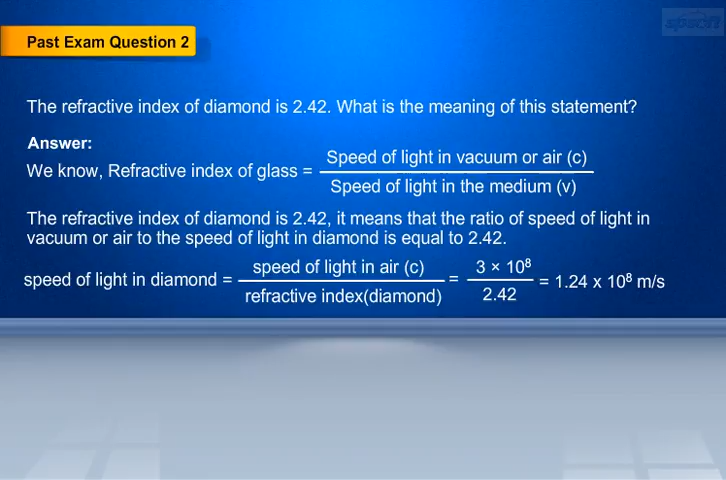 Past Exam Question 2
The refractive index of diamond is 2.42. What is the meaning of this statement?
Answer:
We know, Refractive index of glass = Speed of light in vacuum or air (c) / Speed of light in the medium (v)
The refractive index of diamond is 2.42, it means that the ratio of speed of light in
vacuum or air to the speed of light in diamond is equal to 2.42.
speed of light in diamond = speed of light in air (c) / refractive index(diamond) = 3 × 10⁸ / 2.42 = 1.24 x 10⁸ m/s